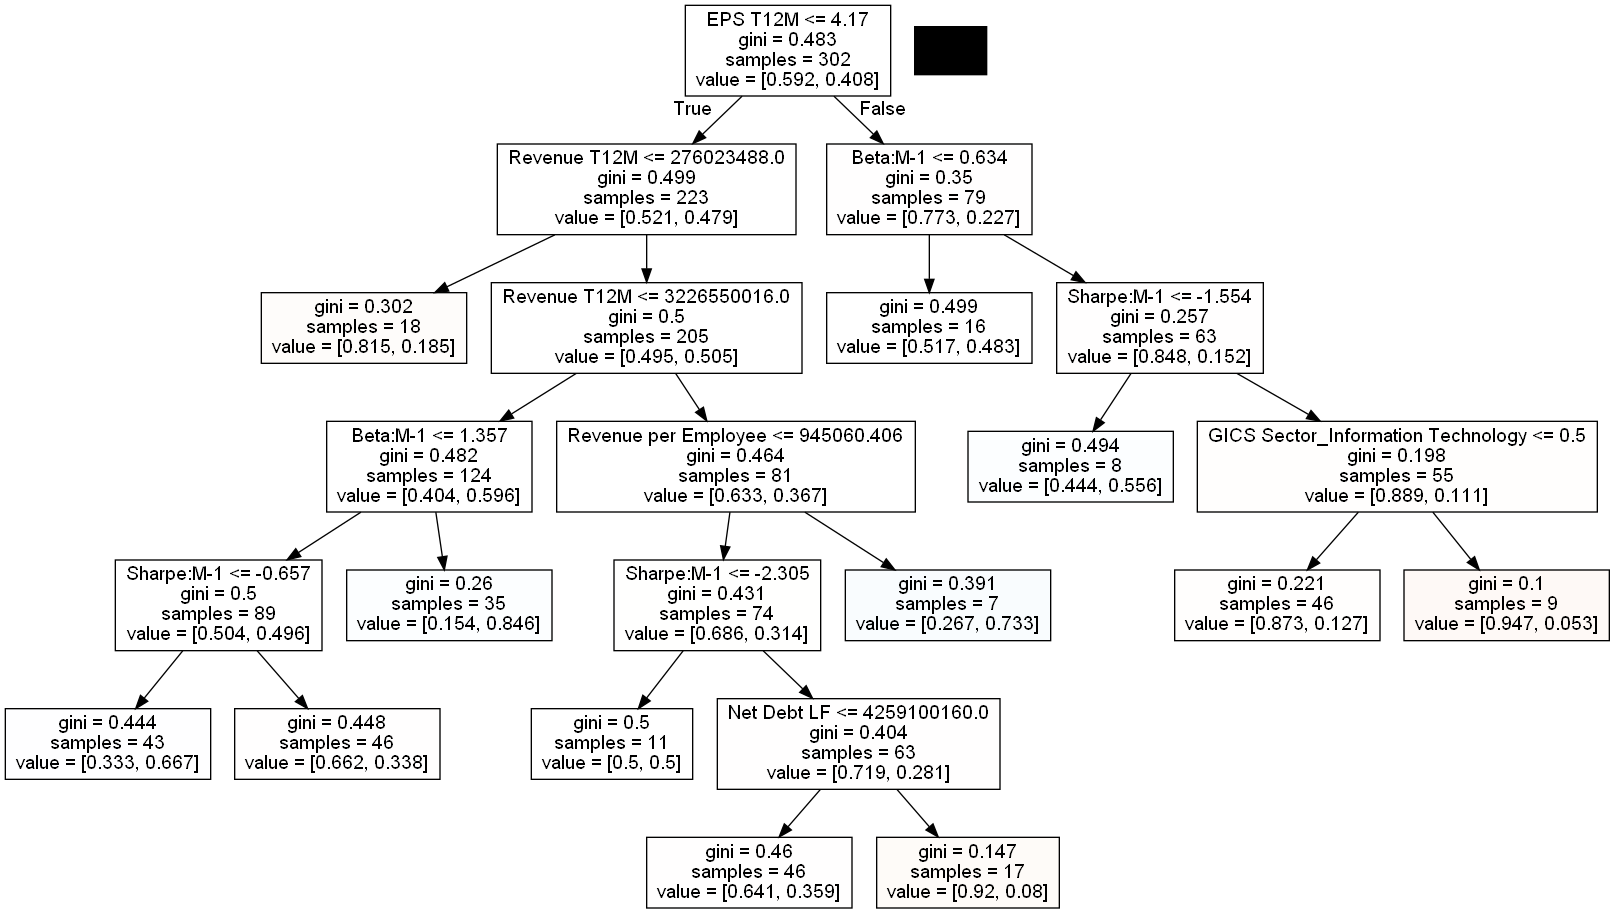 EPS T12M <= 4.17
gini = 0.483
samples = 302
value = [0.592, 0.408]
True
False
Revenue T12M <= 276023488.0
gini = 0.499
samples = 223
value = [0.521, 0.479]
Beta:M-1 <= 0.634
gini = 0.35
samples = 79
value = [0.773, 0.227]
gini = 0.302
samples = 18
value = [0.815, 0.185]
Revenue T12M <= 3226550016.0
gini = 0.5
samples = 205
value = [0.495, 0.505]
gini = 0.499
samples = 16
value = [0.517, 0.483]
Sharpe:M-1 <= -1.554
gini = 0.257
samples = 63
value = [0.848, 0.152]
Beta:M-1 <= 1.357
gini = 0.482
samples = 124
value = [0.404, 0.596]
Revenue per Employee <= 945060.406
gini = 0.464
samples = 81
value = [0.633, 0.367]
gini = 0.494
samples = 8
value = [0.444, 0.556]
GICS Sector_Information Technology <= 0.5
gini = 0.198
samples = 55
value = [0.889, 0.111]
Sharpe:M-1 <= -0.657
gini = 0.5
samples = 89
value = [0.504, 0.496]
gini = 0.26
samples = 35
value = [0.154, 0.846]
Sharpe:M-1 <= -2.305
gini = 0.431
samples = 74
value = [0.686, 0.314]
gini = 0.391
samples = 7
value = [0.267, 0.733]
gini = 0.221
samples = 46
value = [0.873, 0.127]
gini = 0.1
samples = 9
value = [0.947, 0.053]
gini = 0.444
samples = 43
value = [0.333, 0.667]
gini = 0.448
samples = 46
value = [0.662, 0.338]
gini = 0.5
samples = 11
value = [0.5, 0.5]
Net Debt LF <= 4259100160.0
gini = 0.404
samples = 63
value = [0.719, 0.281]
gini = 0.46
samples = 46
value = [0.641, 0.359]
gini = 0.147
samples = 17
value = [0.92, 0.08]